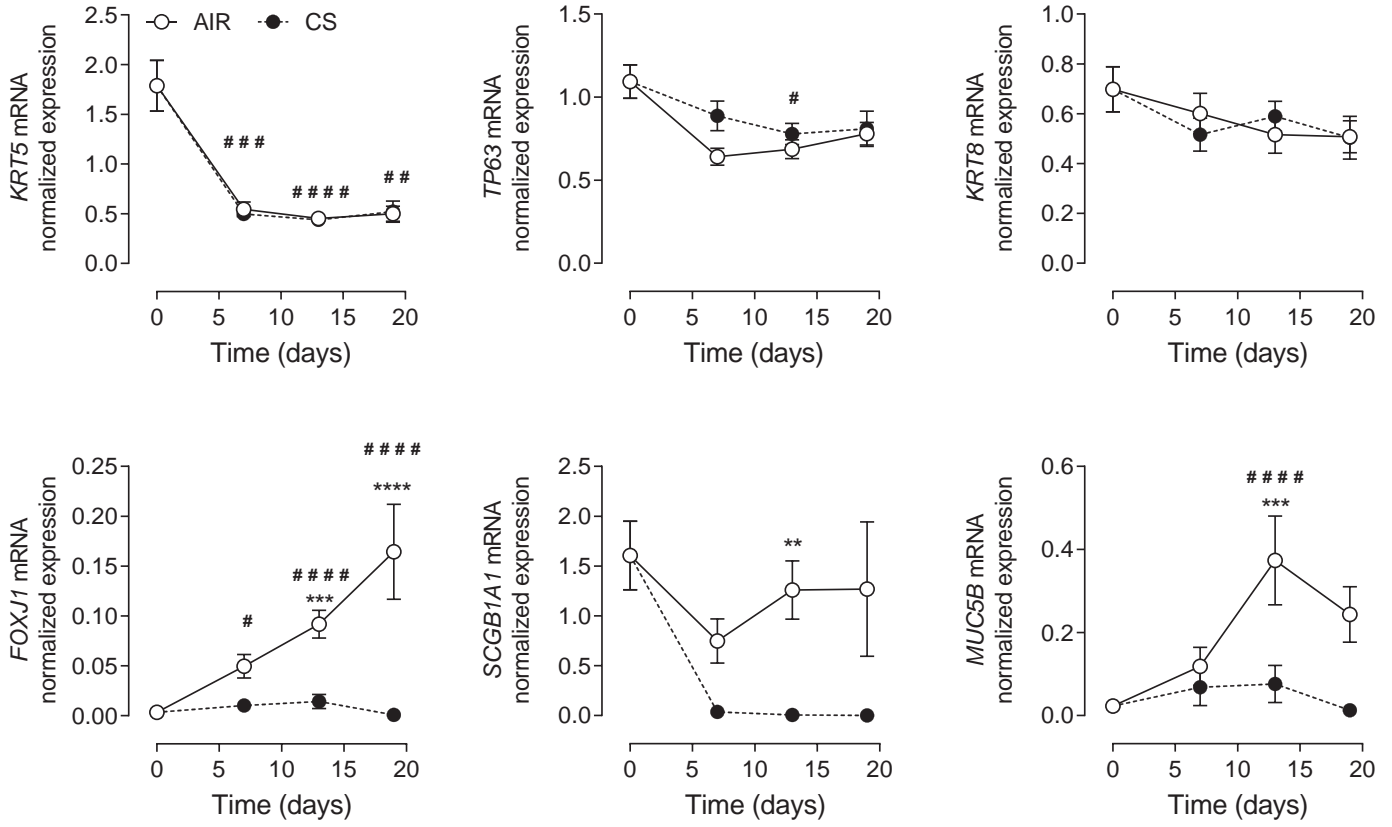 AIR CS
KRT5 mRNA
normalized expression
2.5
2.0
1.5
1.0
0.5
0.0
# # #
# # # #
# #
0 5 10 15 20
Time (days)
TP63 mRNA
normalized expression
1.5
1.0
0.5
0.0
#
0 5 10 15 20
Time (days)
KRT8 mRNA
normalized expression
1.0
0.8
0.6
0.4
0.2
0.0
0 5 10 15 20
Time (days)
FOXJ1 mRNA
normalized expression
0.25
0.20
0.15
0.10
0.05
0.00
#
# # # #
***
# # # #
****
0 5 10 15 20
Time (days)
SCGB1A1 mRNA
normalized expression
2.5
2.0
1.5
1.0
0.5
0.0
**
0 5 10 15 20
Time (days)
MUC5B mRNA
normalized expression
0.6
0.4
0.2
0.0
# # # #
***
0 5 10 15 20
Time (days)